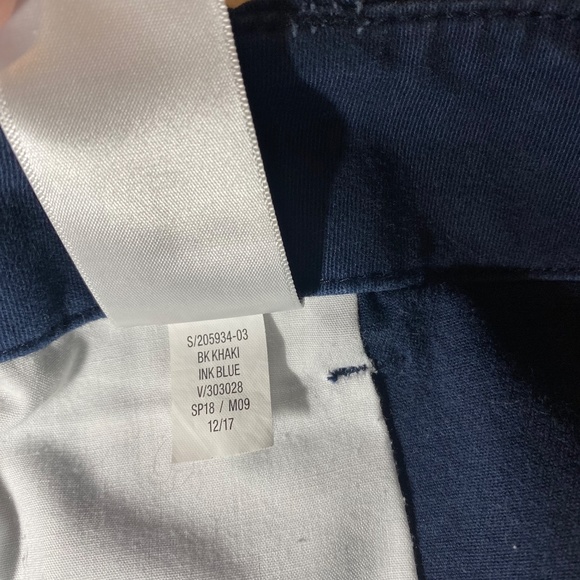 S/205934-03
BK KHAKI
INK BLUE
V/303028
SP18 / M09
12/17